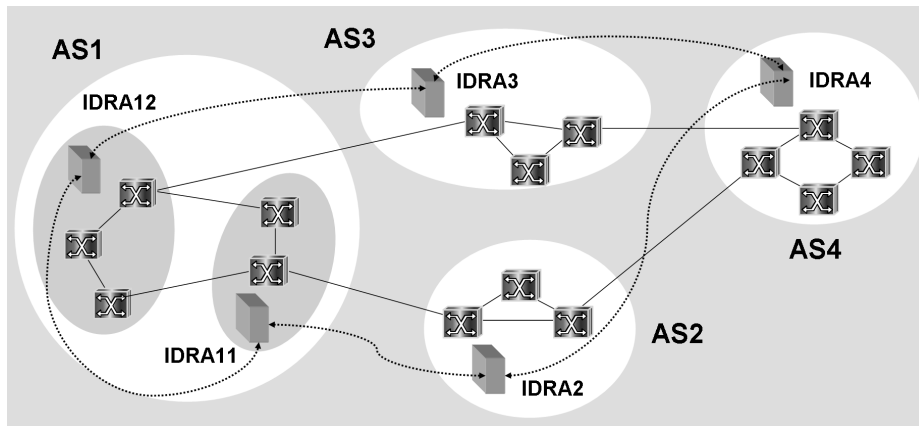 AS1
AS3
IDRA12
IDRA3
IDRA4
AS4
IDRA11
IDRA2
AS2